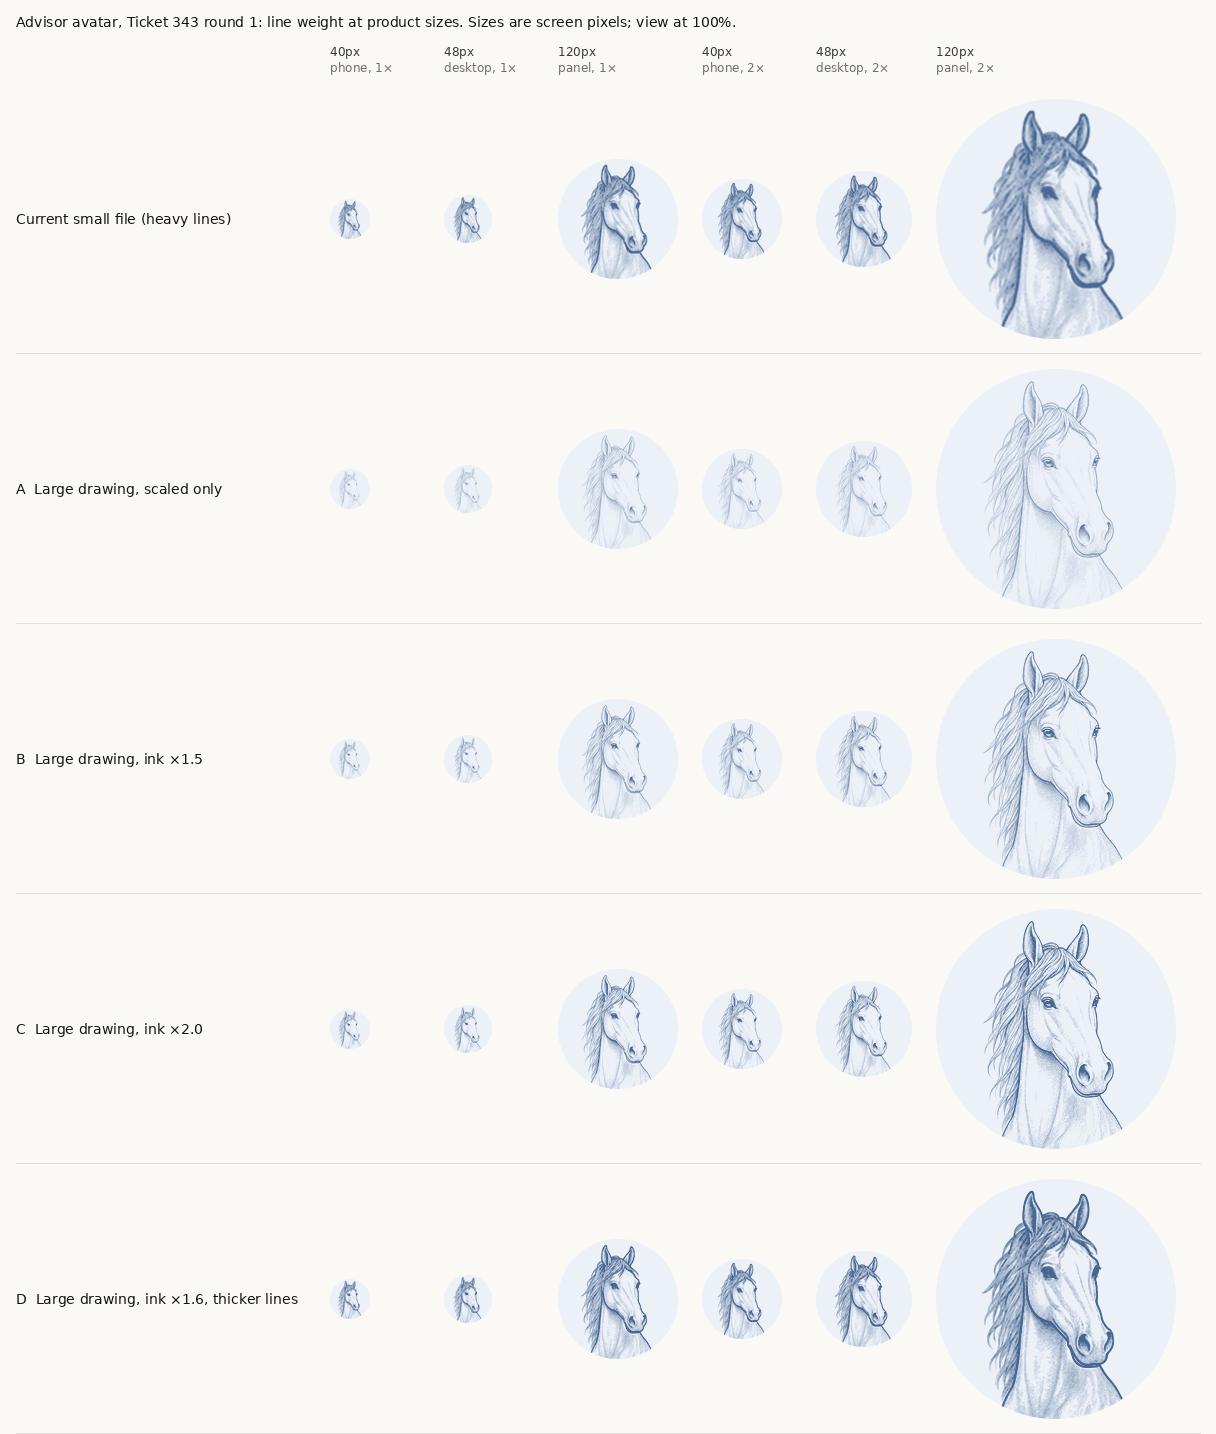 Advisor avatar, Ticket 343 round 1: line weight at product sizes. Sizes are screen pixels; view at 100%.
40px 48px 120px 40px 48px 120px
phone, 1× desktop, 1× panel, 1× phone, 2× desktop, 2× panel, 2×
Current small file (heavy lines)
A Large drawing, scaled only
B Large drawing, ink ×1.5
C Large drawing, ink ×2.0
D Large drawing, ink ×1.6, thicker lines